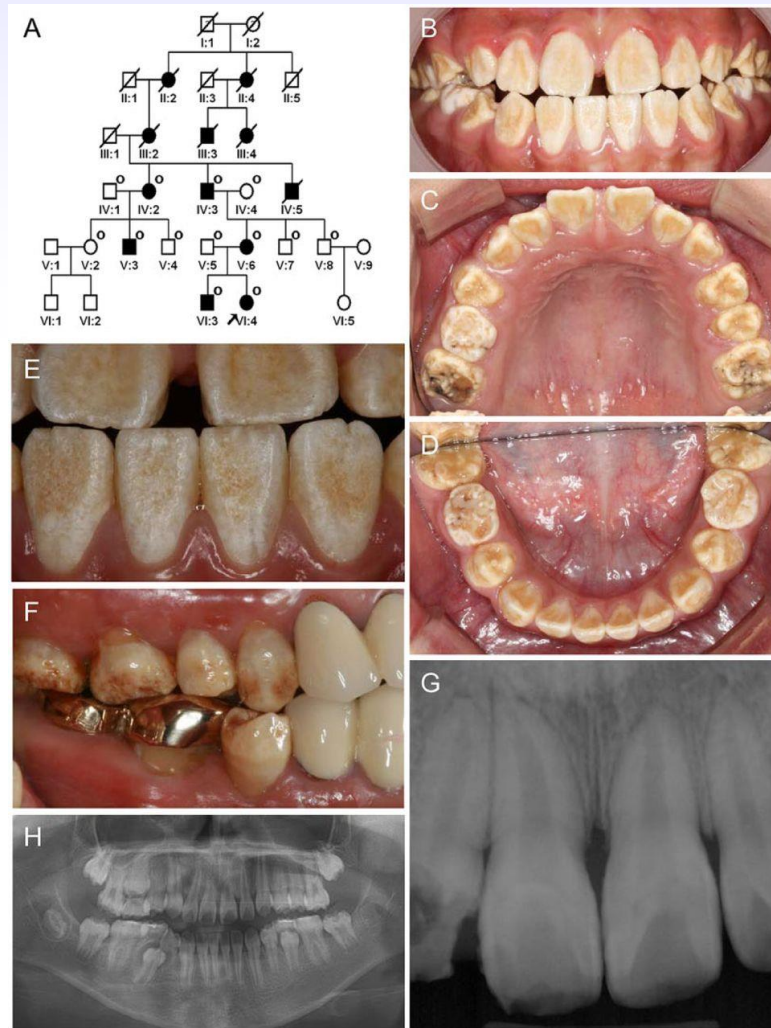 A
I:1 I:2
II:1 II:2 II:3 II:4 II:5
III:1 III:2 III:3 III:4
o o o o o
IV:1 IV:2 IV:3 IV:4 IV:5
o o o o o o
V:1 V:2 V:3 V:4 V:5 V:6 V:7 V:8 V:9
o o
VI:1 VI:2 VI:3 VI:4 VI:5
B
C
E
D
F
G
H